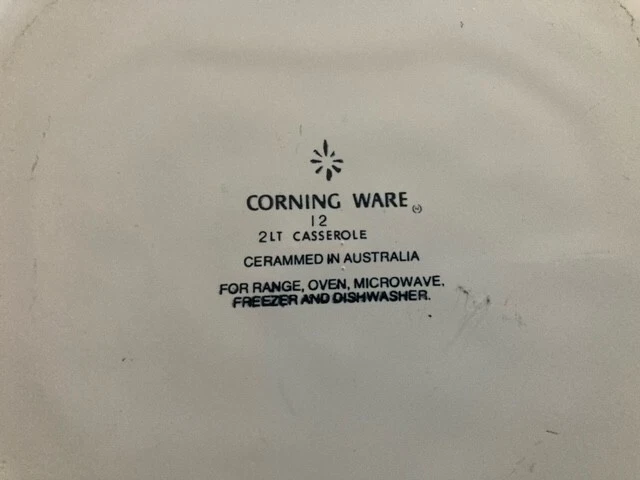 CORNING WARE ®
12
2LT CASSEROLE
CERAMMED IN AUSTRALIA
FOR RANGE, OVEN, MICROWAVE,
FREEZER AND DISHWASHER.